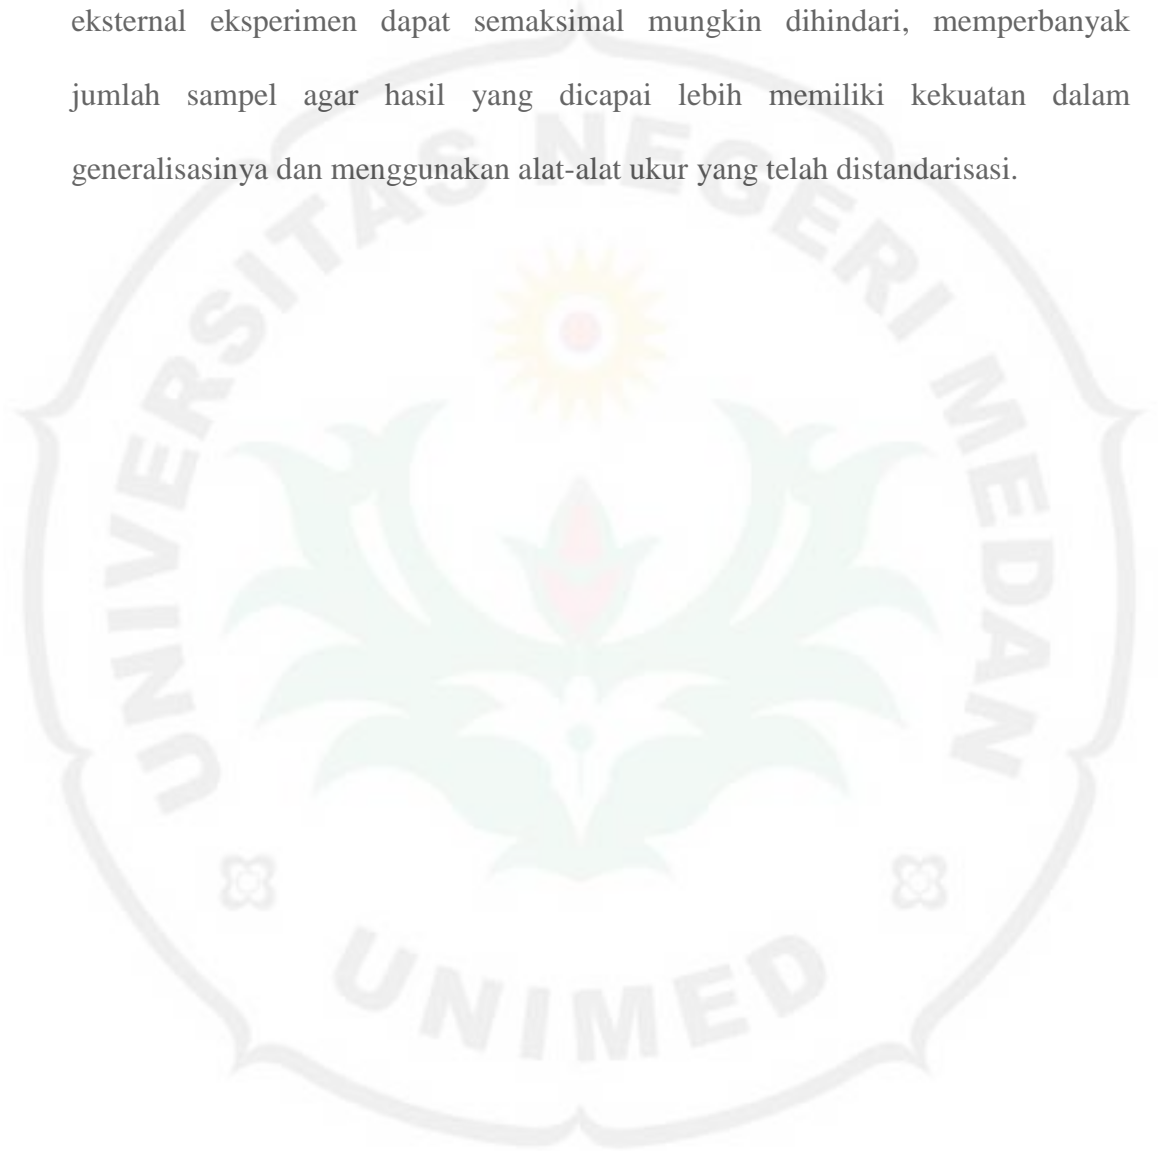 eksternal eksperimen dapat semaksimal mungkin dihindari, memperbanyak
jumlah sampel agar hasil yang dicapai lebih memiliki kekuatan dalam
generalisasinya dan menggunakan alat-alat ukur yang telah distandarisasi.
UNIVERSITAS NEGERI MEDAN
UNIMED